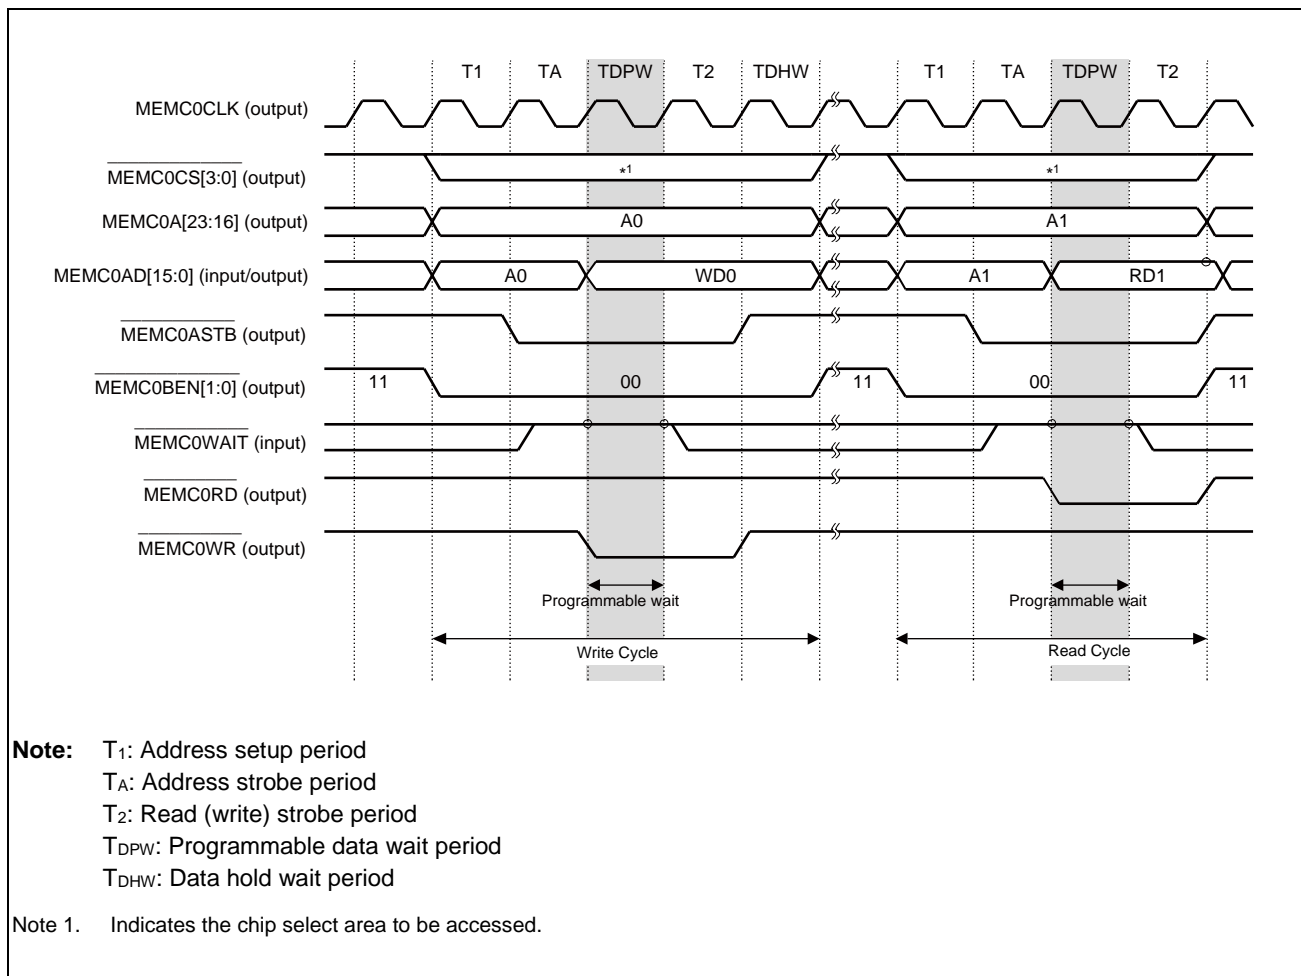 T1 TA TDPW T2 TDHW T1 TA TDPW T2
MEMC0CLK (output)
MEMC0CS[3:0] (output) *1 *1
MEMC0A[23:16] (output) A0 A1
MEMC0AD[15:0] (input/output) A0 WD0 A1 RD1
MEMC0ASTB (output)
MEMC0BEN[1:0] (output) 11 00 11 00 11
MEMC0WAIT (input)
MEMC0RD (output)
MEMC0WR (output)
Programmable wait Programmable wait
Write Cycle Read Cycle
Note: T1: Address setup period
TA: Address strobe period
T2: Read (write) strobe period
TDPW: Programmable data wait period
TDHW: Data hold wait period
Note 1. Indicates the chip select area to be accessed.